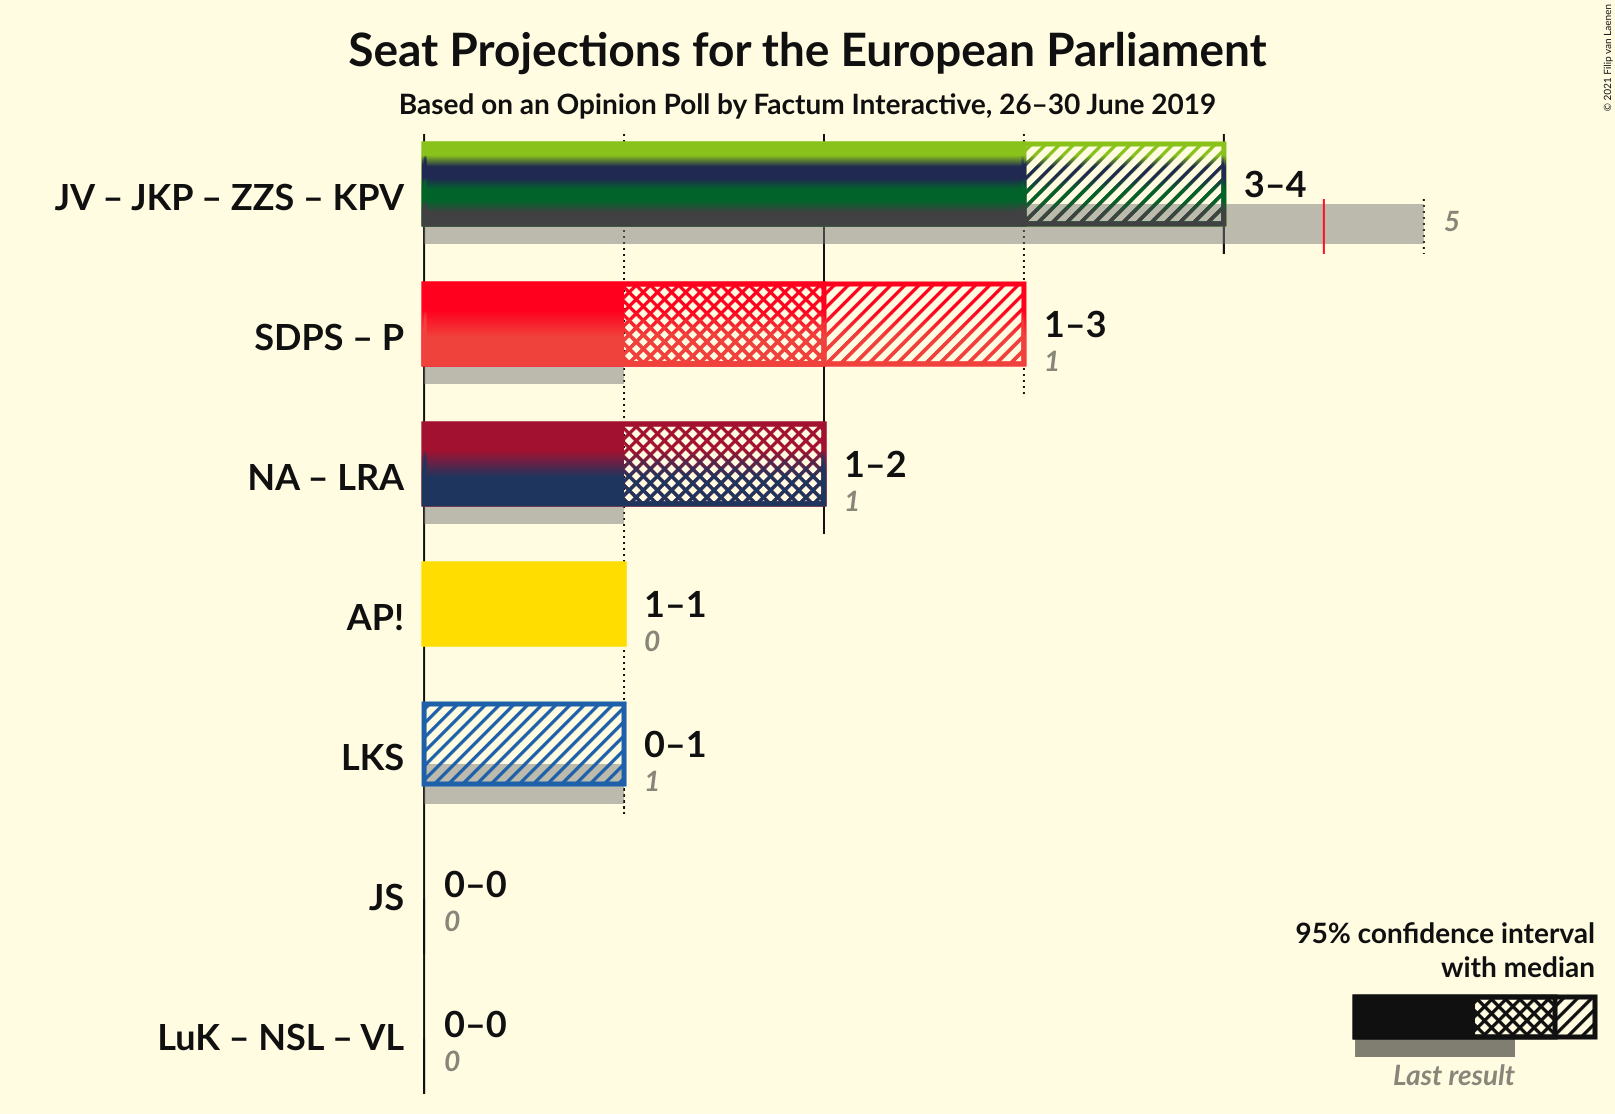 Seat Projections for the European Parliament
Based on an Opinion Poll by Factum Interactive, 26–30 June 2019
© 2021 Filip van Laenen
JV – JKP – ZZS – KPV
3–4
5
SDPS – P
1–3
1
NA – LRA
1–2
1
AP!
1–1
0
LKS
0–1
1
JS
0–0
0
LuK – NSL – VL
0–0
0
95% confidence interval
with median
Last result